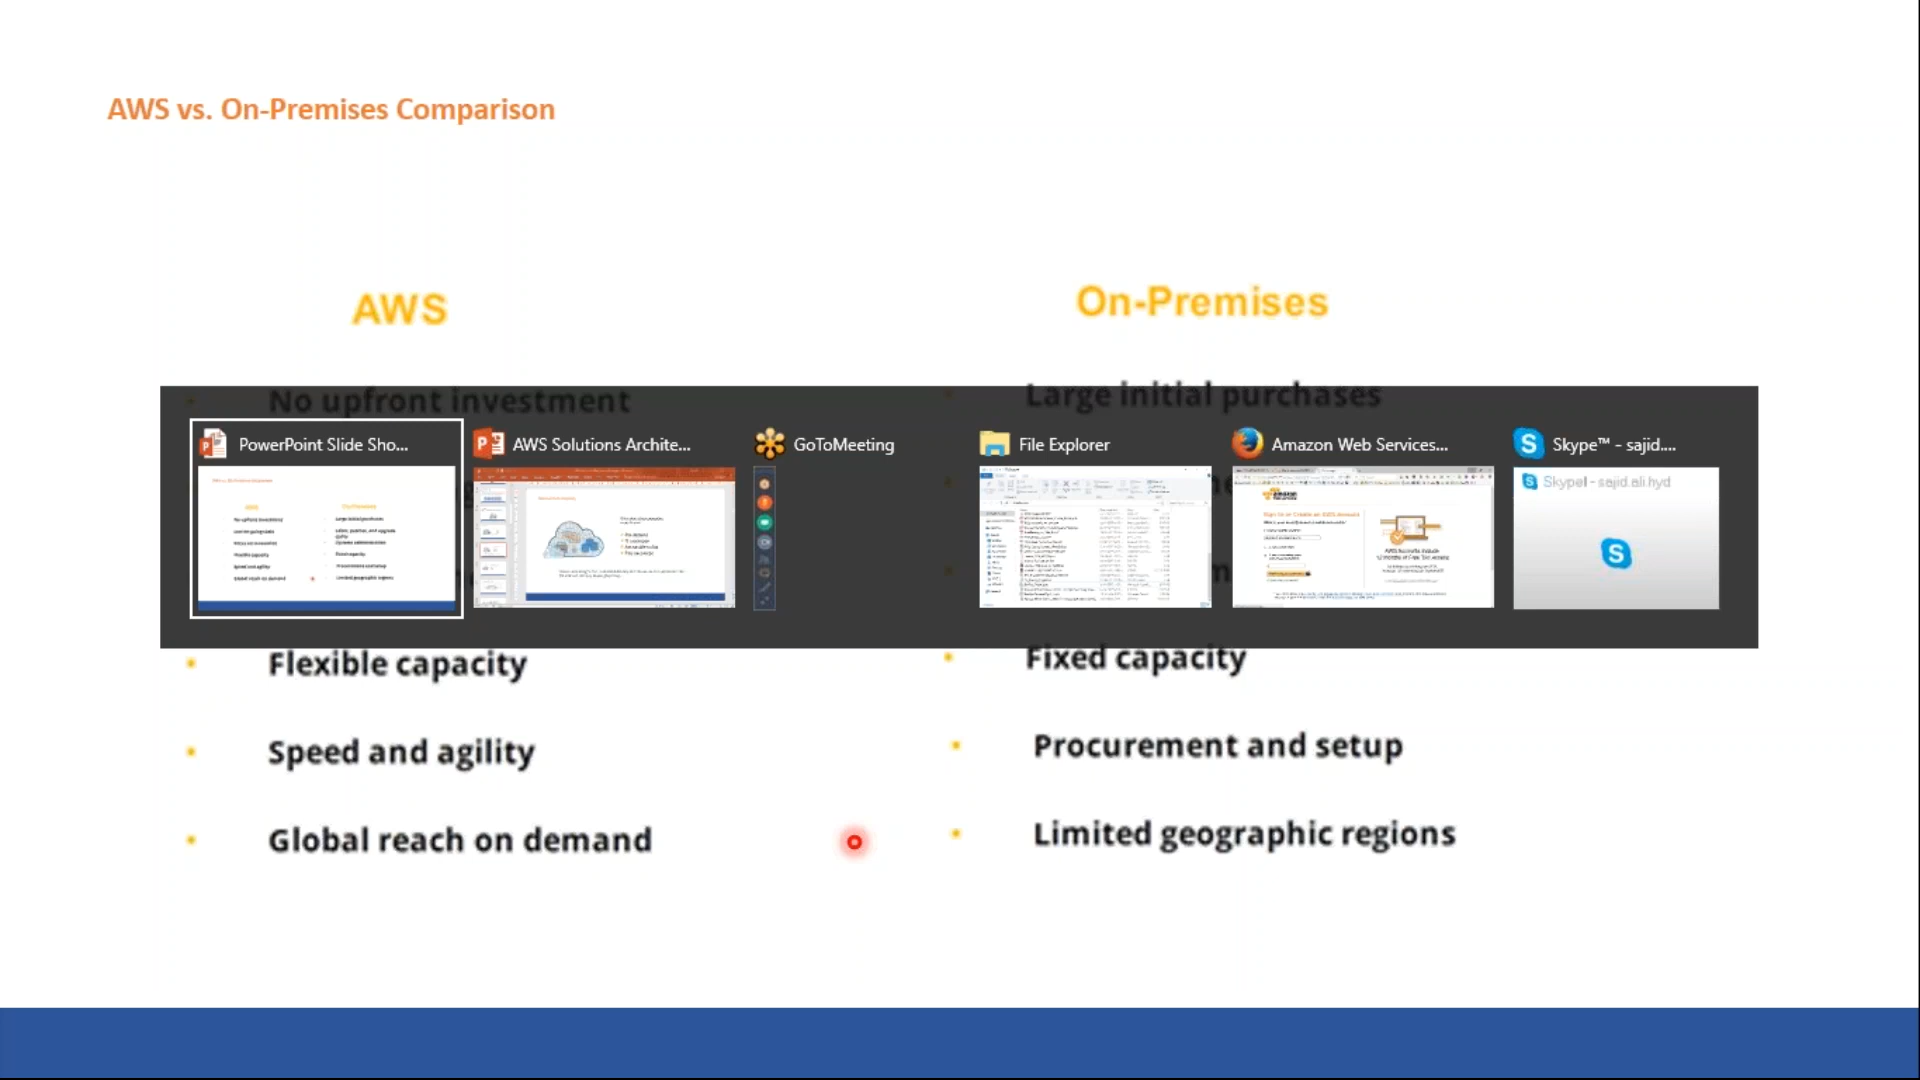 AWS vs. On-Premises Comparison
AWS
On-Premises
No upfront investment
Large initial purchases
PowerPoint Slide Sho...
AWS Solutions Archite...
GoToMeeting
File Explorer
Amazon Web Services...
Skype™ - sajid....
Skype - sajid.ali.hyd
Flexible capacity
Fixed capacity
Speed and agility
Procurement and setup
Global reach on demand
Limited geographic regions